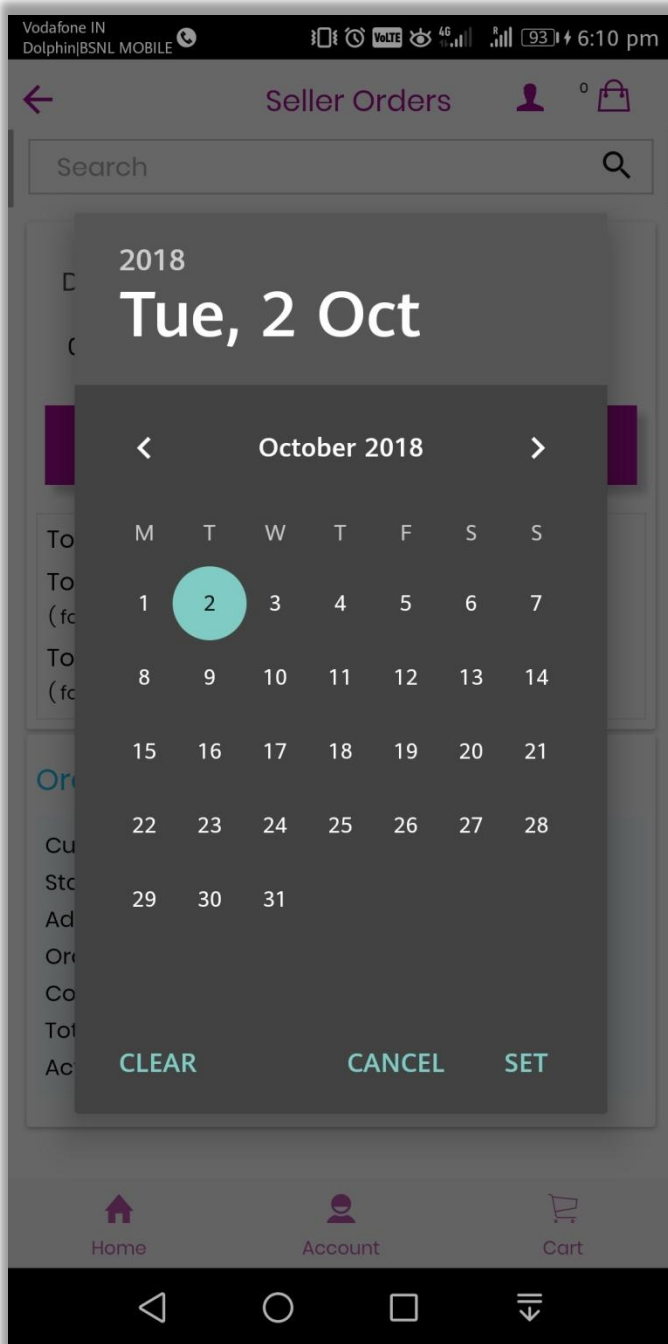 Vodafone IN
Dolphin|BSNL MOBILE VoLTE 4G R 93 6:10 pm
Seller Orders 0
Search
2018
Tue, 2 Oct
October 2018
M T W T F S S
1 2 3 4 5 6 7
8 9 10 11 12 13 14
15 16 17 18 19 20 21
22 23 24 25 26 27 28
29 30 31
CLEAR CANCEL SET
Home Account Cart